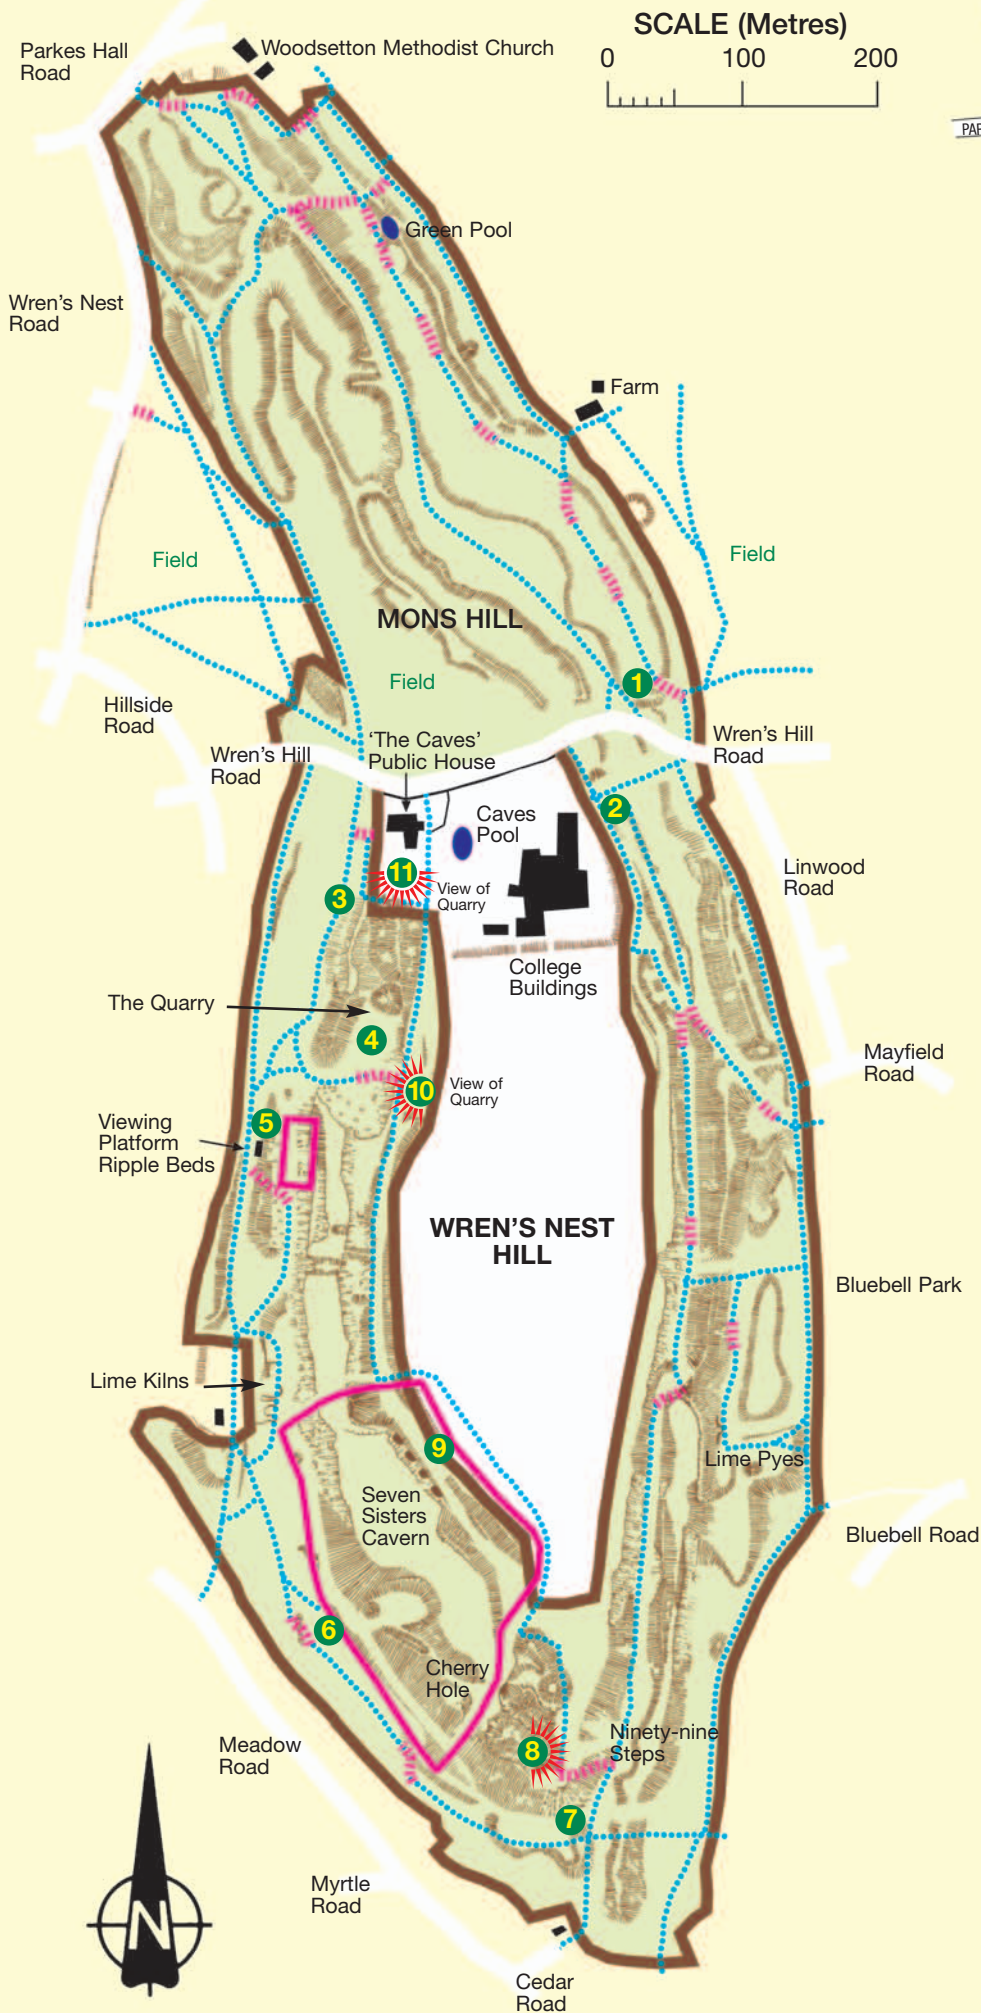 SCALE (Metres)
0 100 200
Parkes Hall
Road
Woodsetton Methodist Church
PAR
Green Pool
Wren's Nest
Road
Farm
Field
Field
MONS HILL
Field
1
Hillside
Road
Wren's Hill
Road
'The Caves'
Public House
Wren's Hill
Road
2
Caves
Pool
11
View of
Quarry
3
Linwood
Road
College
Buildings
The Quarry
4
Mayfield
Road
10
View of
Quarry
5
Viewing
Platform
Ripple Beds
WREN'S NEST
HILL
Bluebell Park
Lime Kilns
9
Lime Pyes
Seven
Sisters
Cavern
Bluebell Road
6
Cherry
Hole
Meadow
Road
8
Ninety-nine
Steps
7
Myrtle
Road
N
Cedar
Road